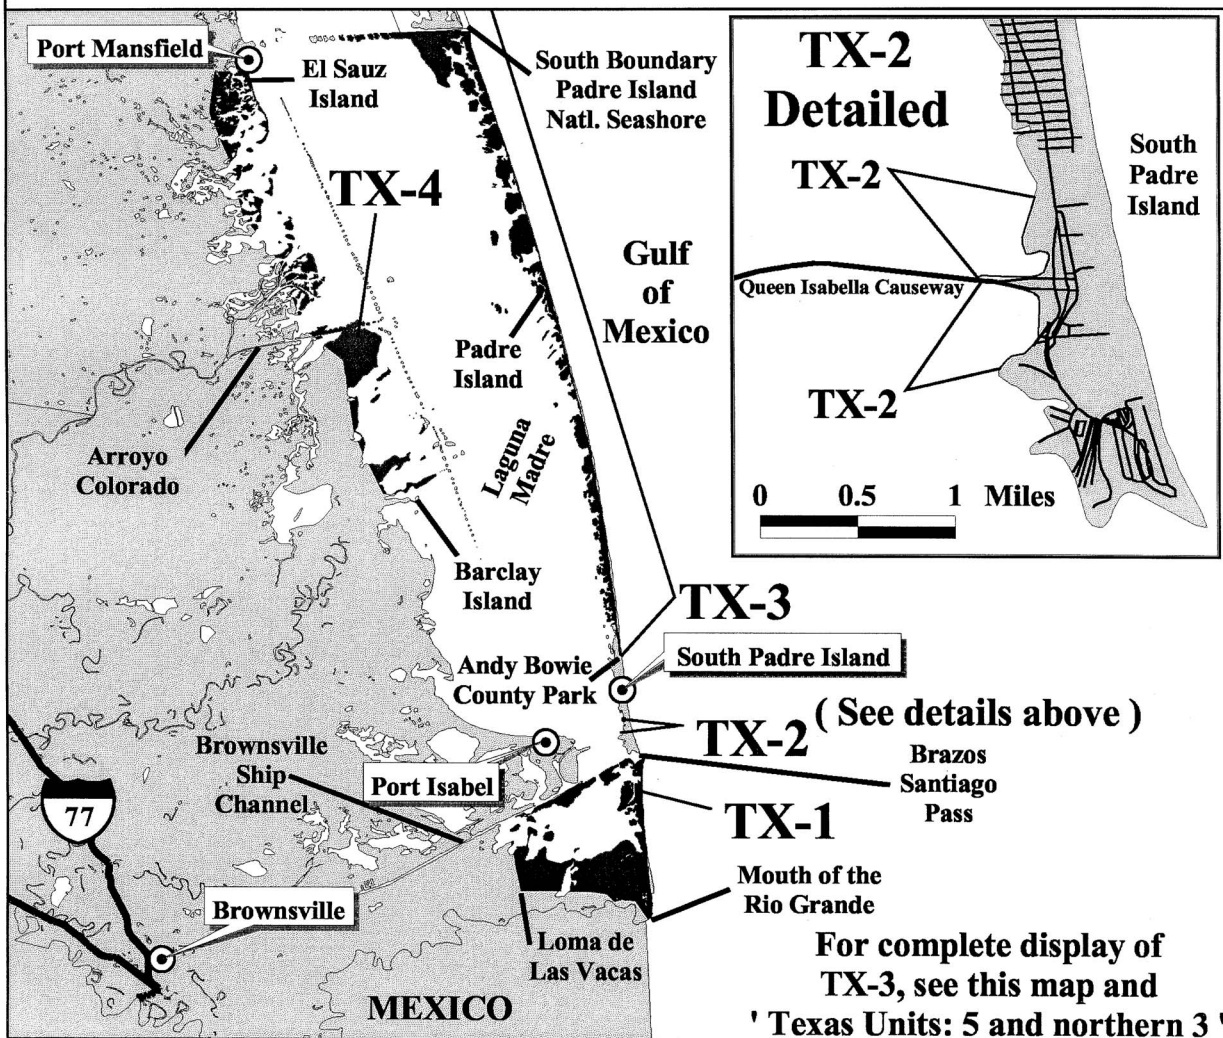 Port Mansfield
El Sauz
Island
South Boundary
Padre Island
Natl. Seashore
TX-4
Gulf
of
Mexico
Padre
Island
Laguna
Madre
Arroyo
Colorado
Barclay
Island
TX-3
South Padre Island
Andy Bowie
County Park
TX-2 ( See details above )
Brownsville
Ship
Channel
Port Isabel
Brazos
Santiago
Pass
77
TX-1
Mouth of the
Rio Grande
Brownsville
Loma de
Las Vacas
MEXICO
For complete display of
TX-3, see this map and
' Texas Units: 5 and northern 3 '
TX-2
Detailed
TX-2
South
Padre
Island
Queen Isabella Causeway
TX-2
0 0.5 1 Miles